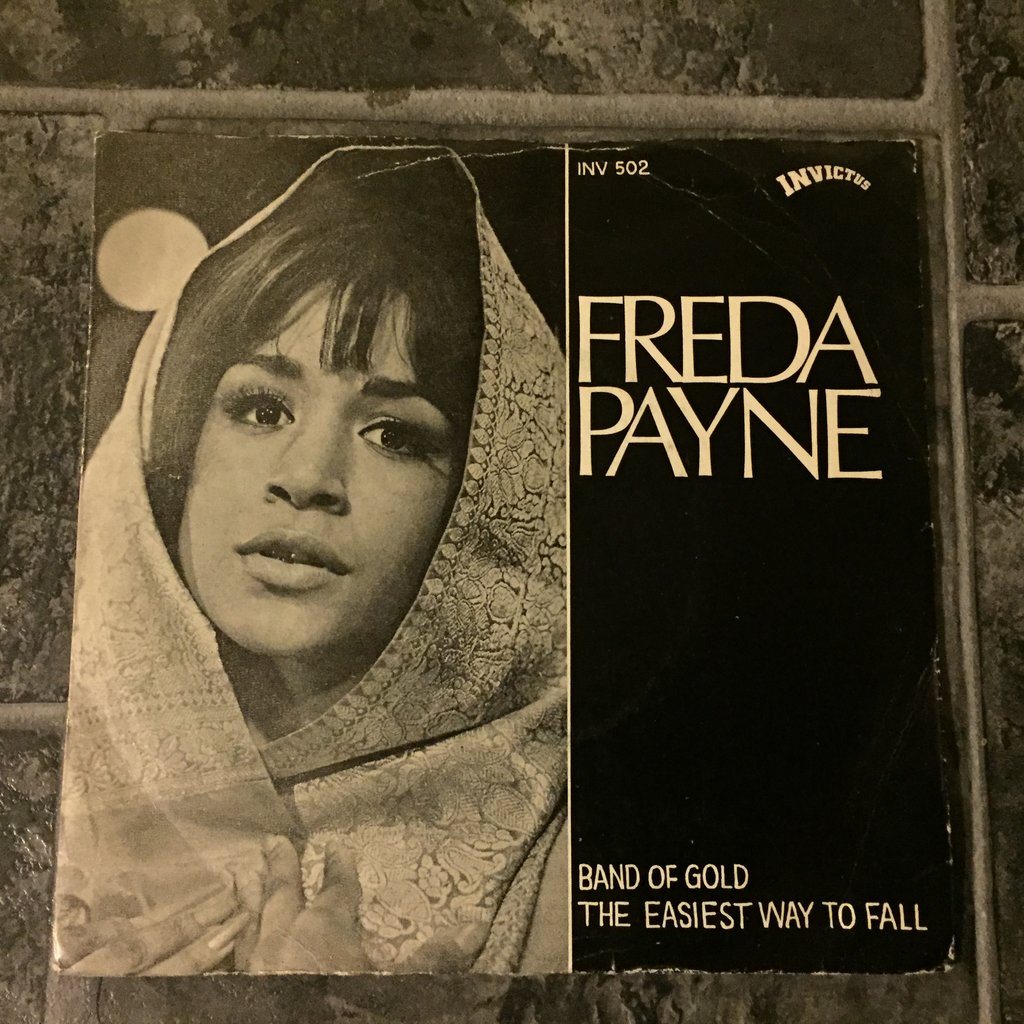 INV 502
INVICTUS
FREDA
PAYNE
BAND OF GOLD
THE EASIEST WAY TO FALL